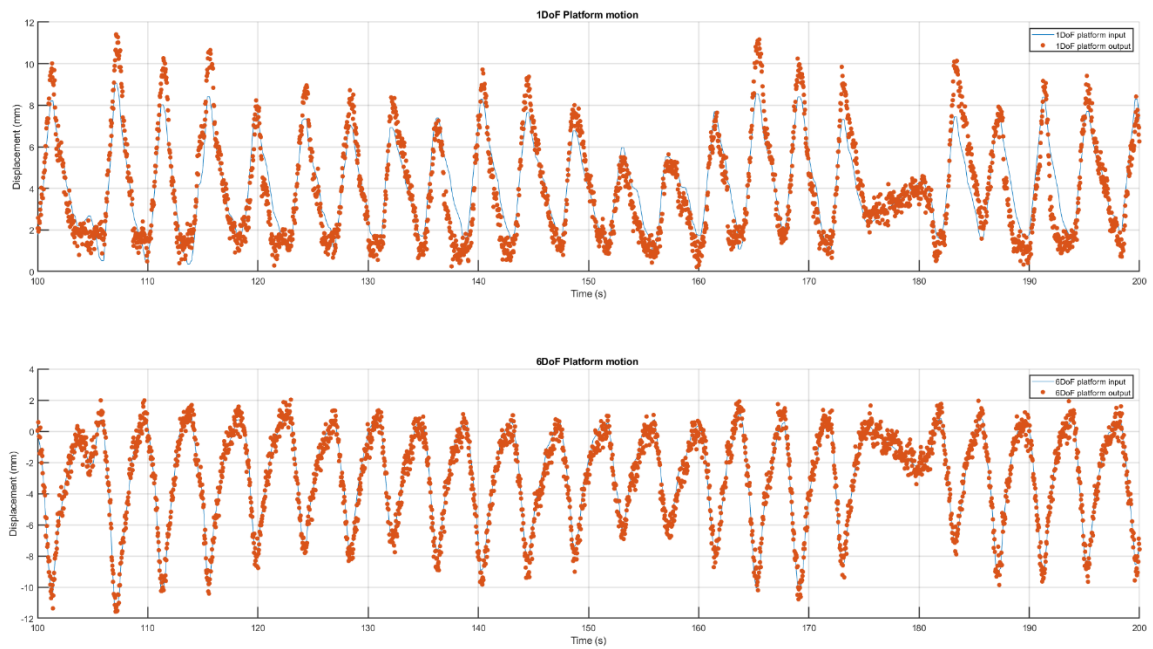 1DoF Platform motion
1DoF platform input
1DOF platform output
12
10
8
6
4
2
0
Displacement (mm)
100 110 120 130 140 150 160 170 180 190 200
Time (s)
6DoF Platform motion
6DoF platform input
6DoF platform output
4
2
0
-2
-4
-6
-8
-10
-12
Displacement (mm)
100 110 120 130 140 150 160 170 180 190 200
Time (s)